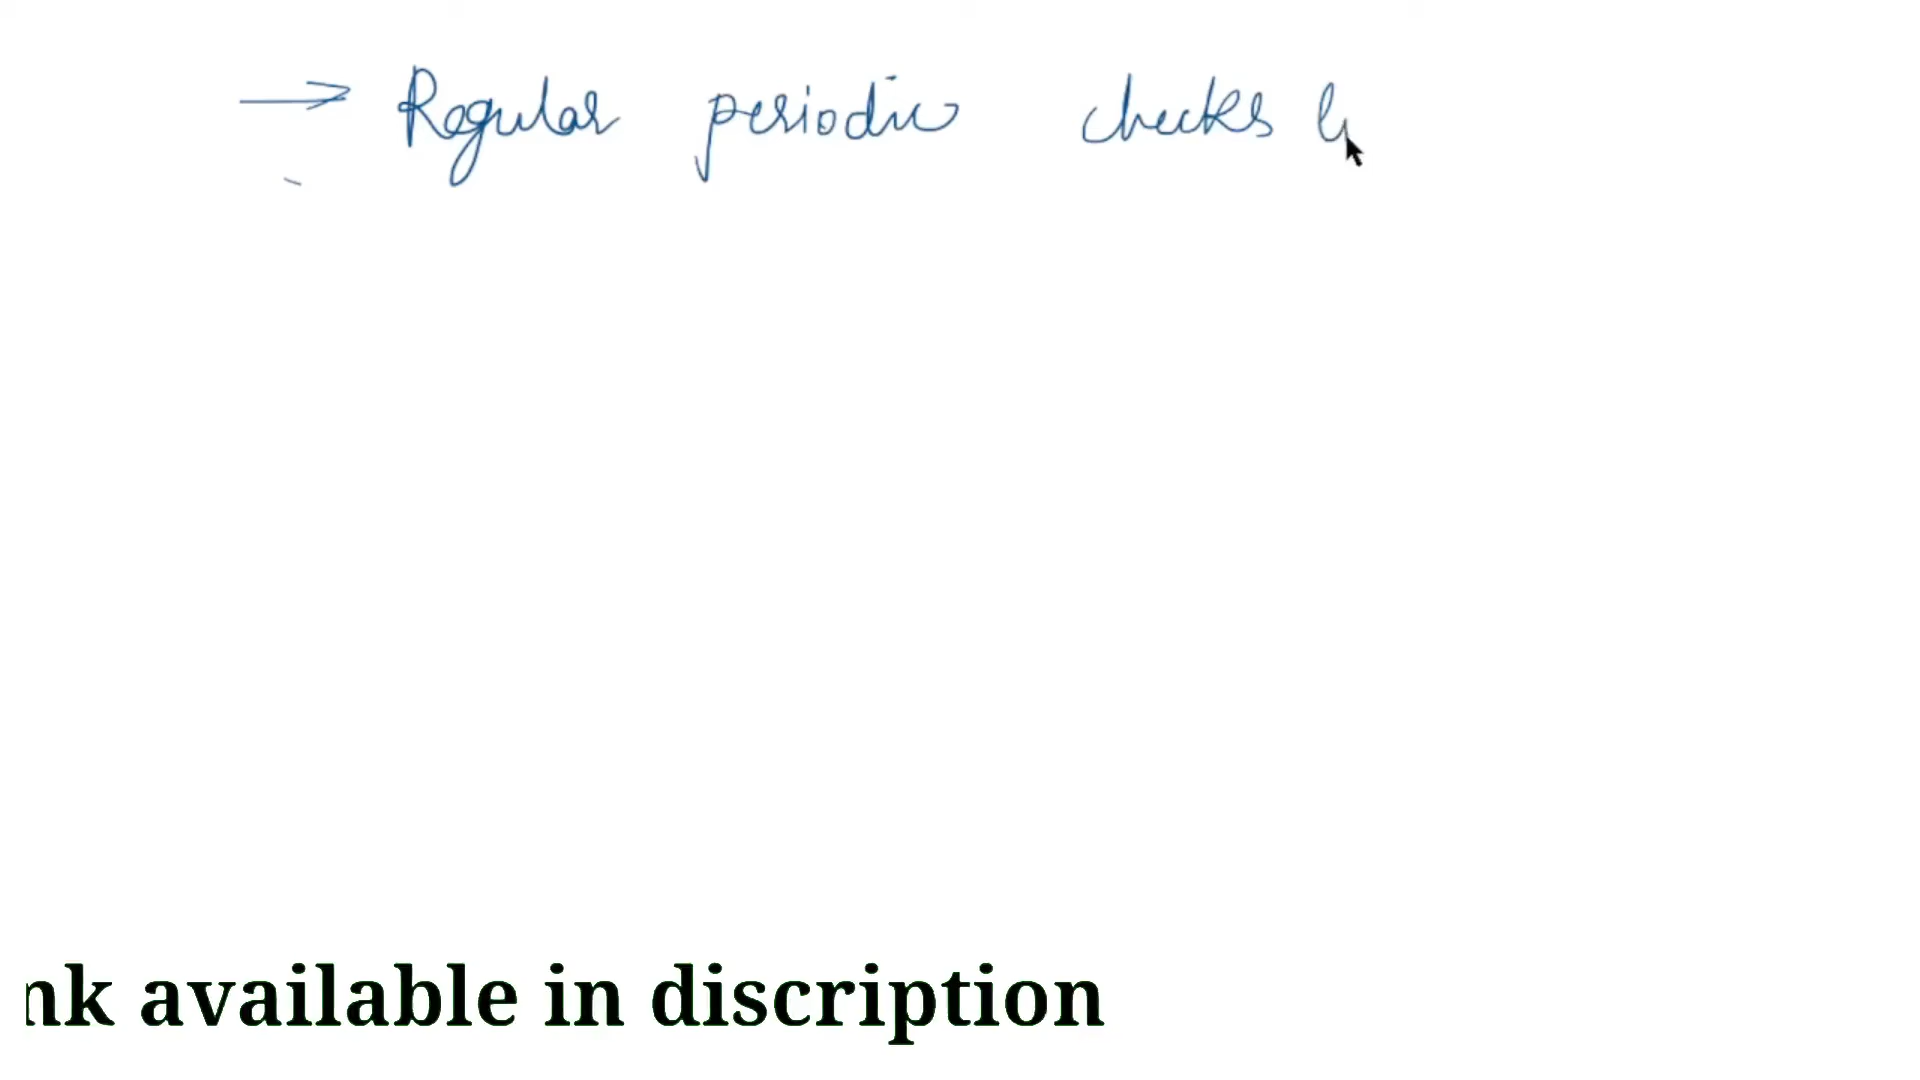 → Regular periodic checks
nk available in discription